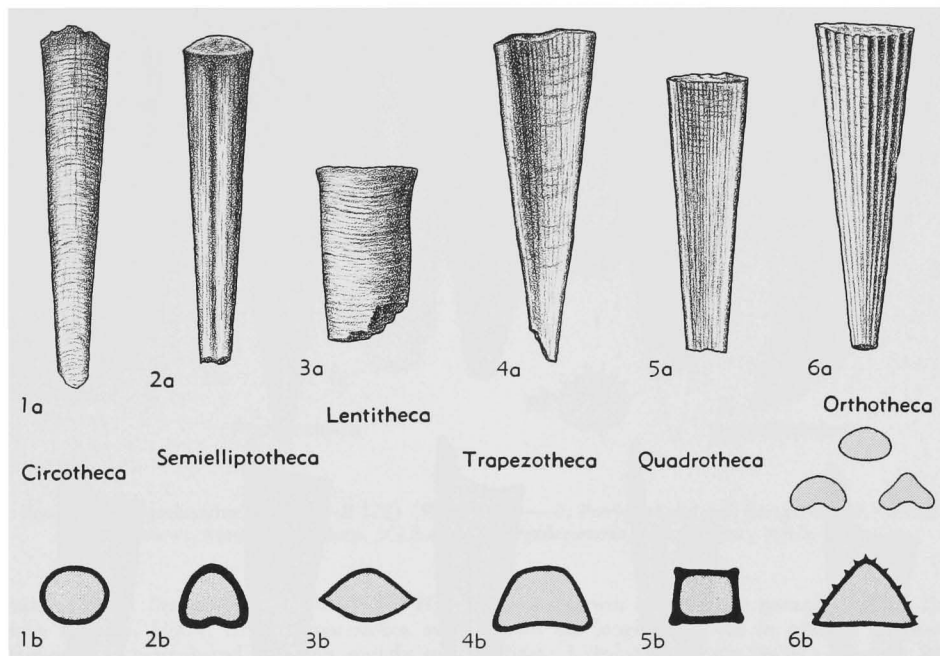 1a
2a
3a
4a
5a
6a
Lentitheca
Orthotheca
Circotheca
Semielliptotheca
Trapezotheca
Quadrotheca
1b
2b
3b
4b
5b
6b